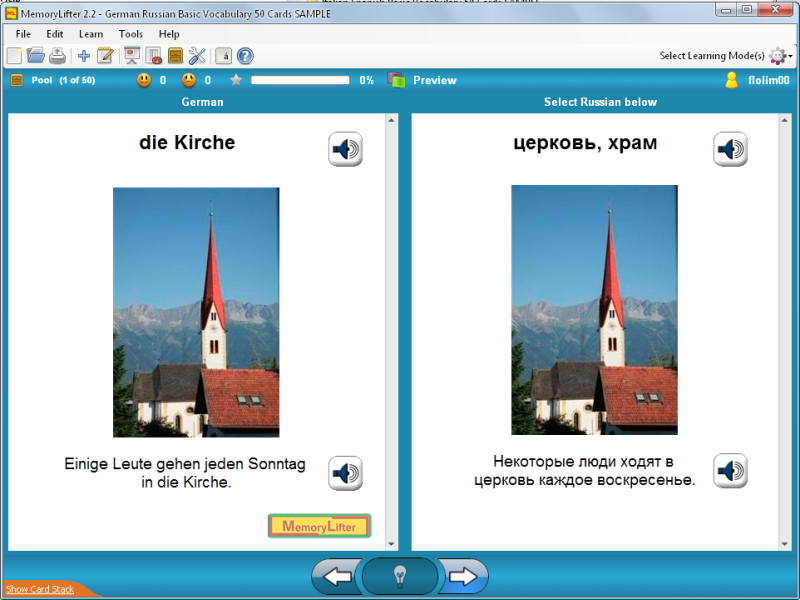 MemoryLifter 2.2 - German Russian Basic Vocabulary 50 Cards SAMPLE
File Edit Learn Tools Help
Select Learning Mode(s)
Pool (1 of 50) 0 0 0% Preview flolim00
German
Select Russian below
die Kirche
церковь, храм
Einige Leute gehen jeden Sonntag
in die Kirche.
Некоторые люди ходят в
церковь каждое воскресенье.
MemoryLifter
Show Card Stack